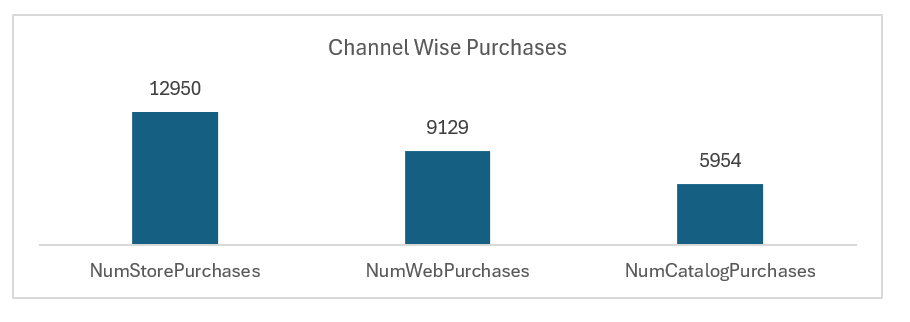 Channel Wise Purchases
12950
9129
5954
NumStorePurchases
NumWebPurchases
NumCatalogPurchases